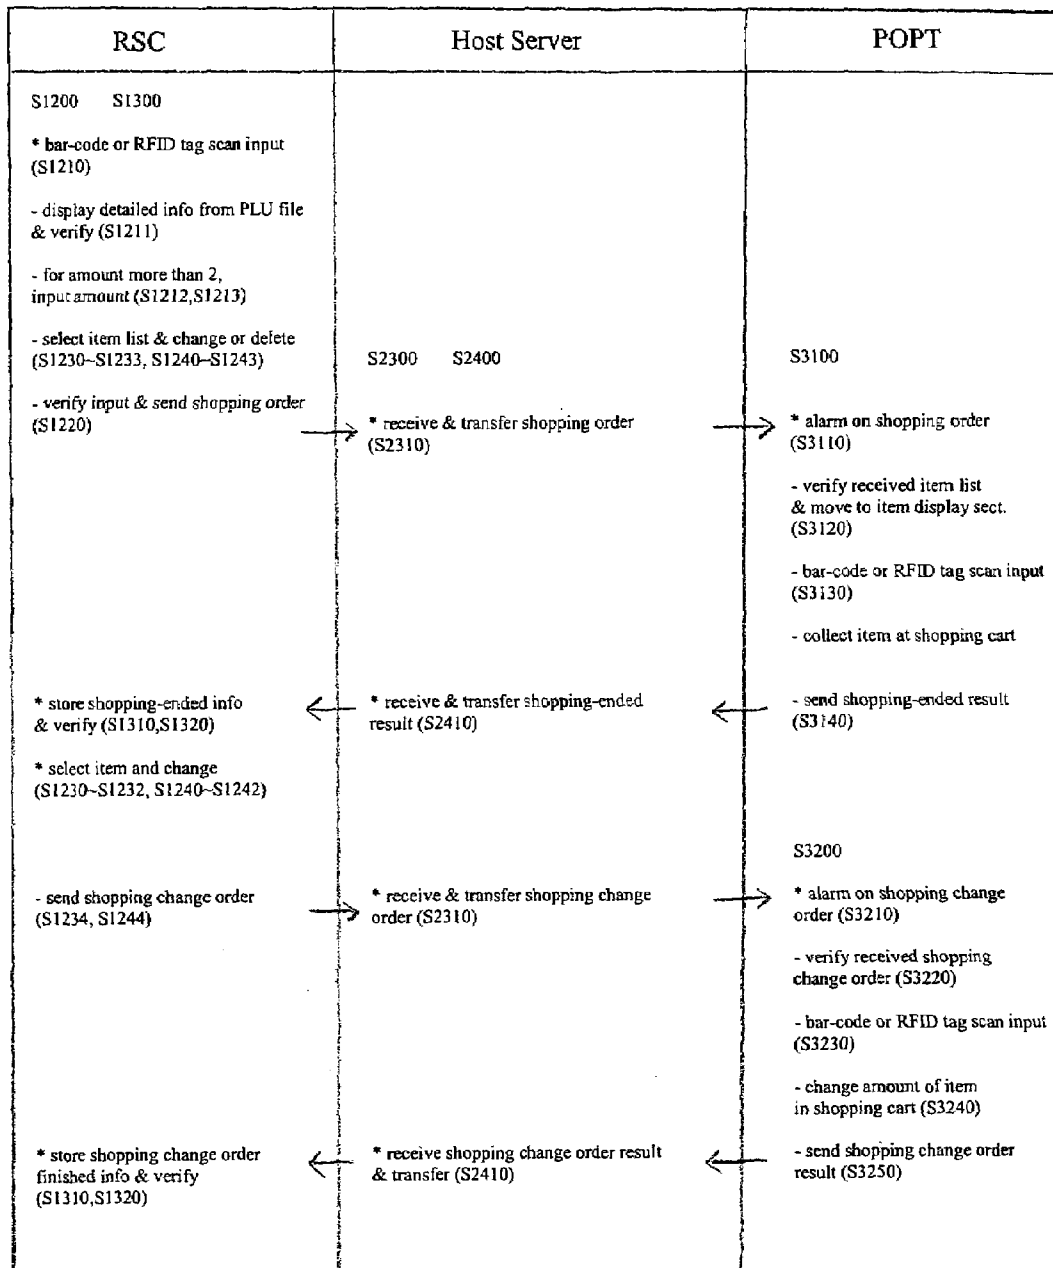 RSC
Host Server
POPT
S1200 S1300
* bar-code or RFID tag scan input
(S1210)
- display detailed info from PLU file
& verify (S1211)
- for amount more than 2,
input amount (S1212,S1213)
- select item list & change or delete
(S1230~S1233, S1240~S1243)
- verify input & send shopping order
(S1220)
S2300 S2400
* receive & transfer shopping order
(S2310)
S3100
* alarm on shopping order
(S3110)
- verify received item list
& move to item display sect.
(S3120)
- bar-code or RFID tag scan input
(S3130)
- collect item at shopping cart
- send shopping-ended result
(S3140)
* receive & transfer shopping-ended
result (S2410)
* store shopping-ended info
& verify (S1310,S1320)
* select item and change
(S1230~S1232, S1240~S1242)
- send shopping change order
(S1234, S1244)
* receive & transfer shopping change
order (S2310)
S3200
* alarm on shopping change
order (S3210)
- verify received shopping
change order (S3220)
- bar-code or RFID tag scan input
(S3230)
- change amount of item
in shopping cart (S3240)
- send shopping change order
result (S3250)
* receive shopping change order result
& transfer (S2410)
* store shopping change order
finished info & verify
(S1310,S1320)